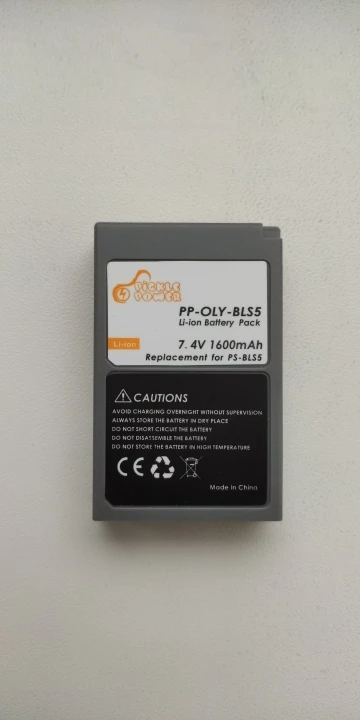 PICKLE
POWER
PP-OLY-BLS5
Li-ion Battery Pack
Li-ion
7.4V 1600mAh
Replacement for PS-BLS5
CAUTIONS
AVOID CHARGING OVERNIGHT WITHOUT SUPERVISION
ALWAYS STORE THE BATTERY IN DRY PLACE
DO NOT SHORT CIRCUIT THE BATTERY
DO NOT DISASSEMBLE THE BATTERY
DO NOT STORE THE BATTERY IN HIGH TEMPERATURE
CE
Made in China